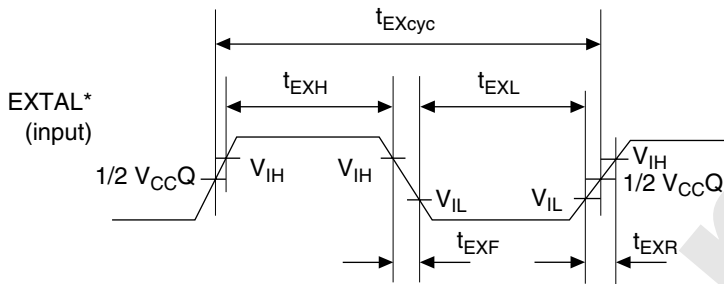 tEXcyc
tEXH
tEXL
EXTAL*
(input)
1/2 VCCQ
VIH
VIH
VIH
1/2 VCCQ
VIL
VIL
tEXF
tEXR